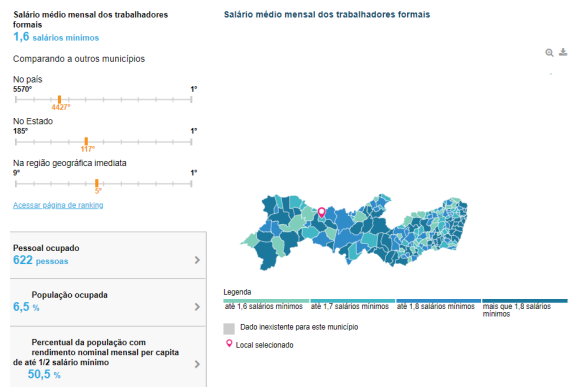 Salário médio mensal dos trabalhadores
formais
1,6 salários mínimos
Comparando a outros municípios
No país
5570º 1º
4427º
No Estado
185º 1º
117º
Na região geográfica imediata
9º 1º
5º
Acessar página de ranking
Pessoal ocupado
622 pessoas
População ocupada
6,5 %
Percentual da população com
rendimento nominal mensal per capita
de até 1/2 salário mínimo
50,5 %
Salário médio mensal dos trabalhadores formais
Legenda
até 1,6 salários mínimos até 1,7 salários mínimos até 1,8 salários mínimos mais que 1,8 salários
mínimos
Dado inexistente para este município
Local selecionado